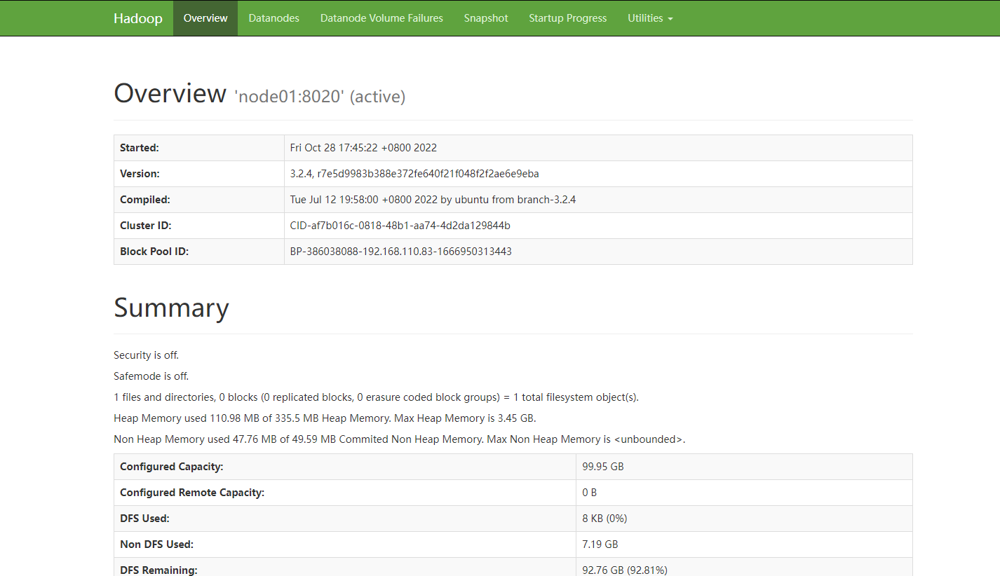 Hadoop Overview Datanodes Datanode Volume Failures Snapshot Startup Progress Utilities
Overview 'node01:8020' (active)
Started: Fri Oct 28 17:45:22 +0800 2022
Version: 3.2.4, r7e5d9983b388e372fe640f21f048f2f2ae6e9eba
Compiled: Tue Jul 12 19:58:00 +0800 2022 by ubuntu from branch-3.2.4
Cluster ID: CID-af7b016c-0818-48b1-aa74-4d2da129844b
Block Pool ID: BP-386038088-192.168.110.83-1666950313443
Summary
Security is off.
Safemode is off.
1 files and directories, 0 blocks (0 replicated blocks, 0 erasure coded block groups) = 1 total filesystem object(s).
Heap Memory used 110.98 MB of 335.5 MB Heap Memory. Max Heap Memory is 3.45 GB.
Non Heap Memory used 47.76 MB of 49.59 MB Commited Non Heap Memory. Max Non Heap Memory is <unbounded>.
Configured Capacity: 99.95 GB
Configured Remote Capacity: 0 B
DFS Used: 8 KB (0%)
Non DFS Used: 7.19 GB
DFS Remaining: 92.76 GB (92.81%)